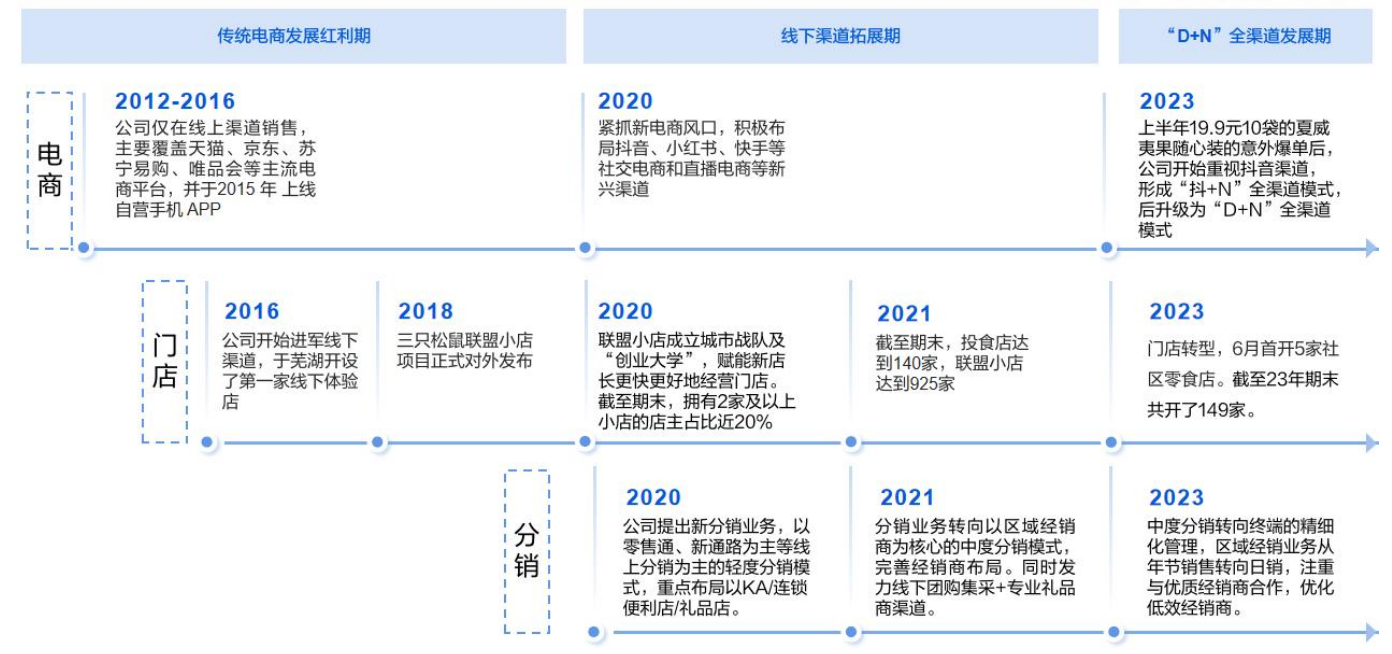 传统电商发展红利期
线下渠道拓展期
“D+N”全渠道发展期
电
商
2012-2016
公司仅在线上渠道销售，
主要覆盖天猫、京东、苏
宁易购、唯品会等主流电
商平台，并于2015 年 上线
自营手机 APP
2020
紧抓新电商风口，积极布
局抖音、小红书、快手等
社交电商和直播电商等新
兴渠道
2023
上半年19.9元10袋的夏威
夷果随心装的意外爆单后，
公司开始重视抖音渠道，
形成“抖+N”全渠道模式，
后升级为“D+N”全渠道
模式
门
店
2016
公司开始进军线下
渠道，于芜湖开设
了第一家线下体验
店
2018
三只松鼠联盟小店
项目正式对外发布
2020
联盟小店成立城市战队及
“创业大学”，赋能新店
长更快更好地经营门店。
截至期末，拥有2家及以上
小店的店主占比近20%
2021
截至期末，投食店达
到140家，联盟小店
达到925家
2023
门店转型，6月首开5家社
区零食店。截至23年期末
共开了149家。
分
销
2020
公司提出新分销业务，以
零售通、新通路为主等线
上分销为主的轻度分销模
式，重点布局以KA/连锁
便利店/礼品店。
2021
分销业务转向以区域经销
商为核心的中度分销模式，
完善经销商布局。同时发
力线下团购集采+专业礼品
商渠道。
2023
中度分销转向终端的精细
化管理，区域经销业务从
年节销售转向日销，注重
与优质经销商合作，优化
低效经销商。